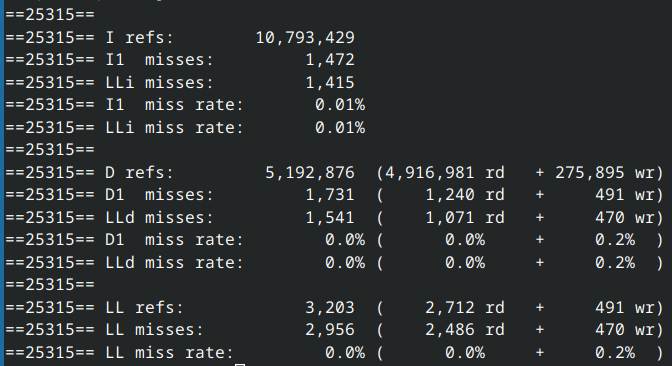 ==25315==
==25315== I refs:        10,793,429
==25315== I1  misses:         1,472
==25315== LLi misses:         1,415
==25315== I1  miss rate:       0.01%
==25315== LLi miss rate:       0.01%
==25315==
==25315== D refs:         5,192,876  (4,916,981 rd   + 275,895 wr)
==25315== D1  misses:         1,731  (    1,240 rd   +     491 wr)
==25315== LLd misses:         1,541  (    1,071 rd   +     470 wr)
==25315== D1  miss rate:        0.0% (      0.0%     +     0.2%  )
==25315== LLd miss rate:        0.0% (      0.0%     +     0.2%  )
==25315==
==25315== LL refs:            3,203  (    2,712 rd   +     491 wr)
==25315== LL misses:          2,956  (    2,486 rd   +     470 wr)
==25315== LL miss rate:         0.0% (      0.0%     +     0.2%  )